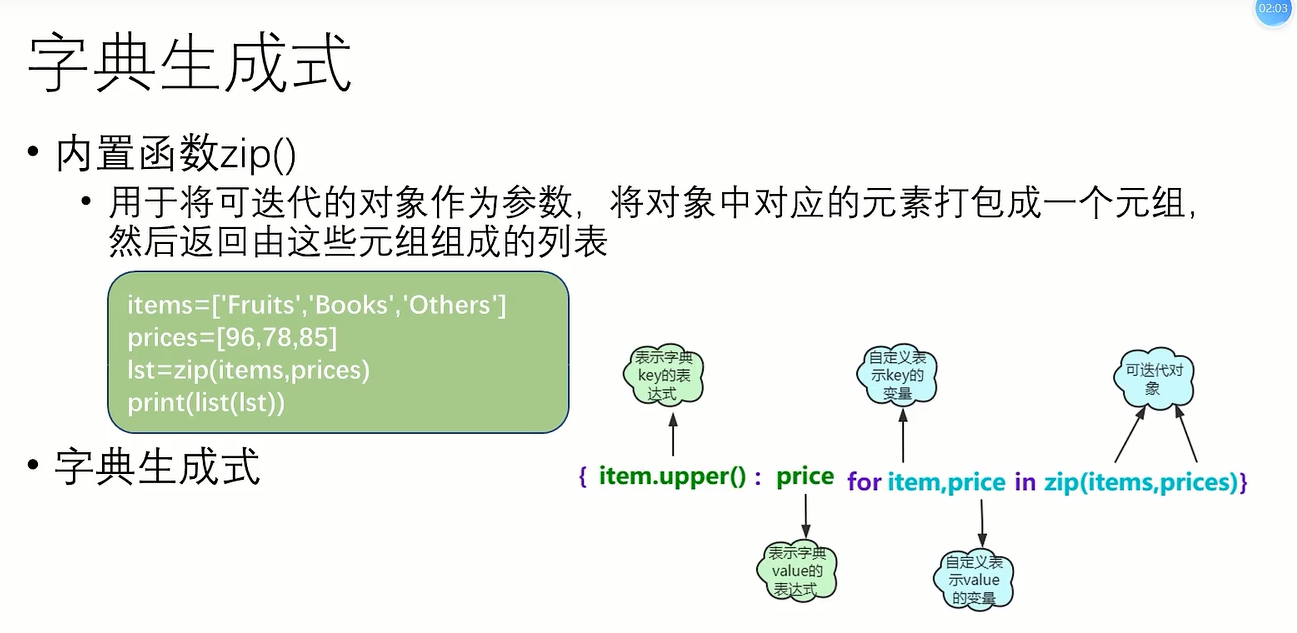 02:03
字典生成式
• 内置函数zip()
• 用于将可迭代的对象作为参数，将对象中对应的元素打包成一个元组，
然后返回由这些元组组成的列表
items=['Fruits','Books','Others']
prices=[96,78,85]
lst=zip(items,prices)
print(list(lst))
• 字典生成式
表示字典
key的表
达式
自定义表
示key的
变量
可迭代对
象
{ item.upper() : price for item,price in zip(items,prices)}
表示字典
value的
表达式
自定义表
示value
的变量